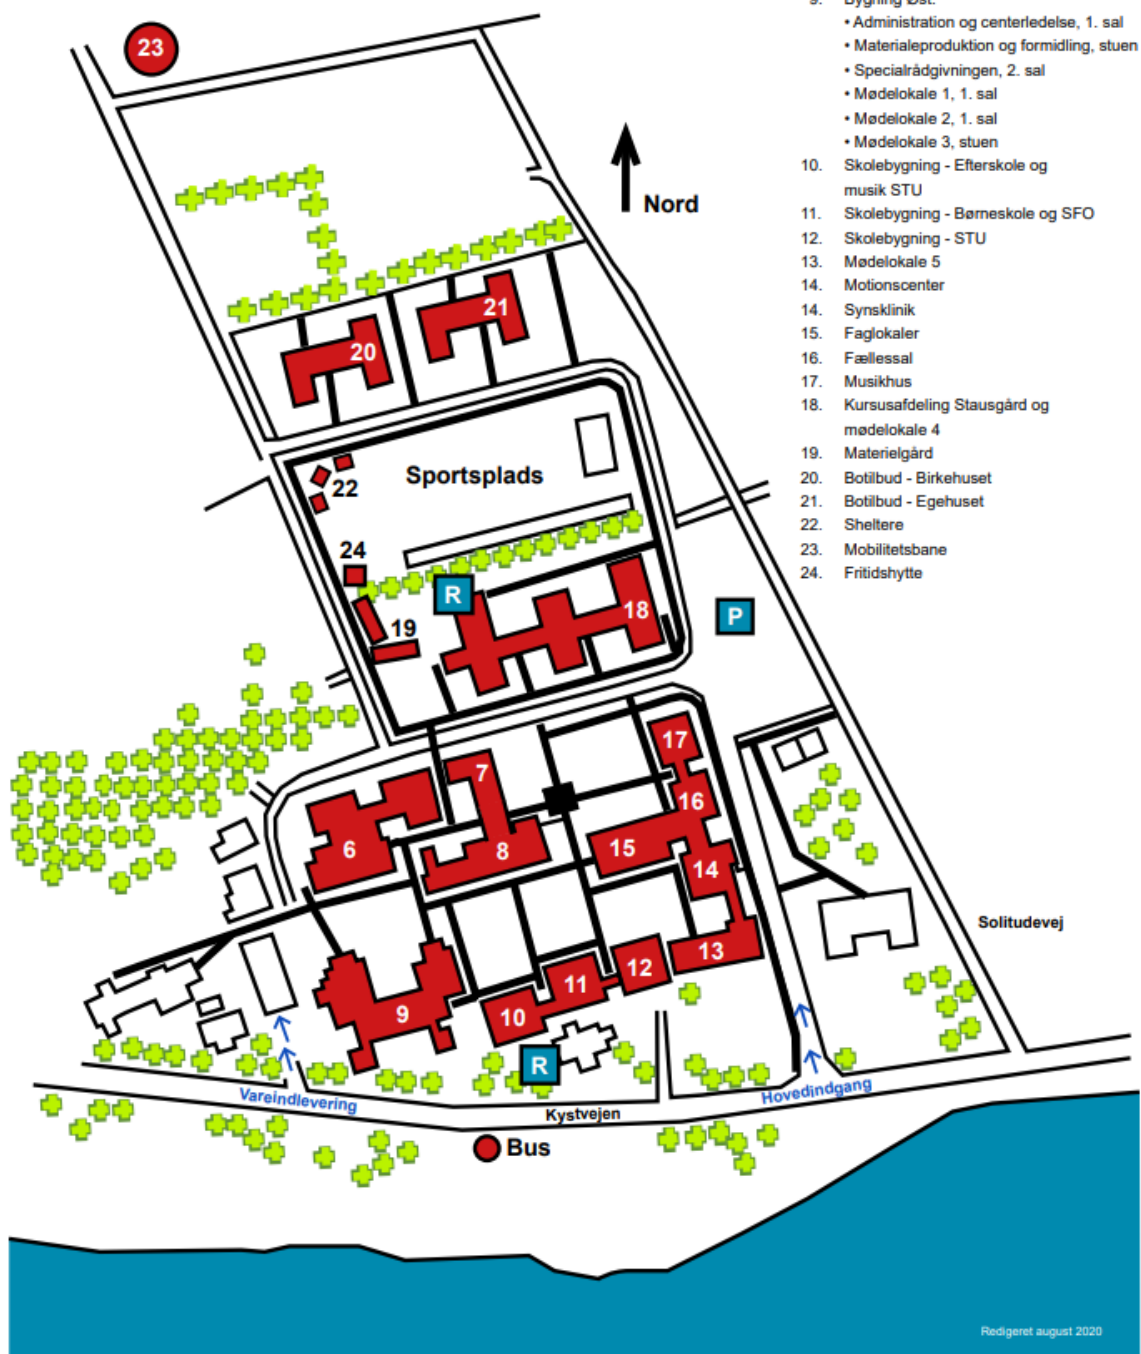 9. Bygning Øst:
• Administration og centerledelse, 1. sal
• Materialeproduktion og formidling, stuen
• Specialrådgivningen, 2. sal
• Mødelokale 1, 1. sal
• Mødelokale 2, 1. sal
• Mødelokale 3, stuen
10. Skolebygning - Efterskole og
musik STU
11. Skolebygning - Børneskole og SFO
12. Skolebygning - STU
13. Mødelokale 5
14. Motionscenter
14. Synsklinik
15. Faglokaler
16. Fællessal
17. Musikhus
18. Kursusafdeling Stausgård og
mødelokale 4
19. Materielgård
20. Botilbud - Birkehuset
21. Botilbud - Egehuset
22. Sheltere
23. Mobilitetsbane
24. Fritidshytte
23
Nord
21
20
Sportsplads
22
24
R
18
P
19
17
7
16
6
8
15
14
Solitudevej
13
12
11
9
10
R
Vareindlevering
Hovedindgang
Kystvejen
Bus
Redigeret august 2020